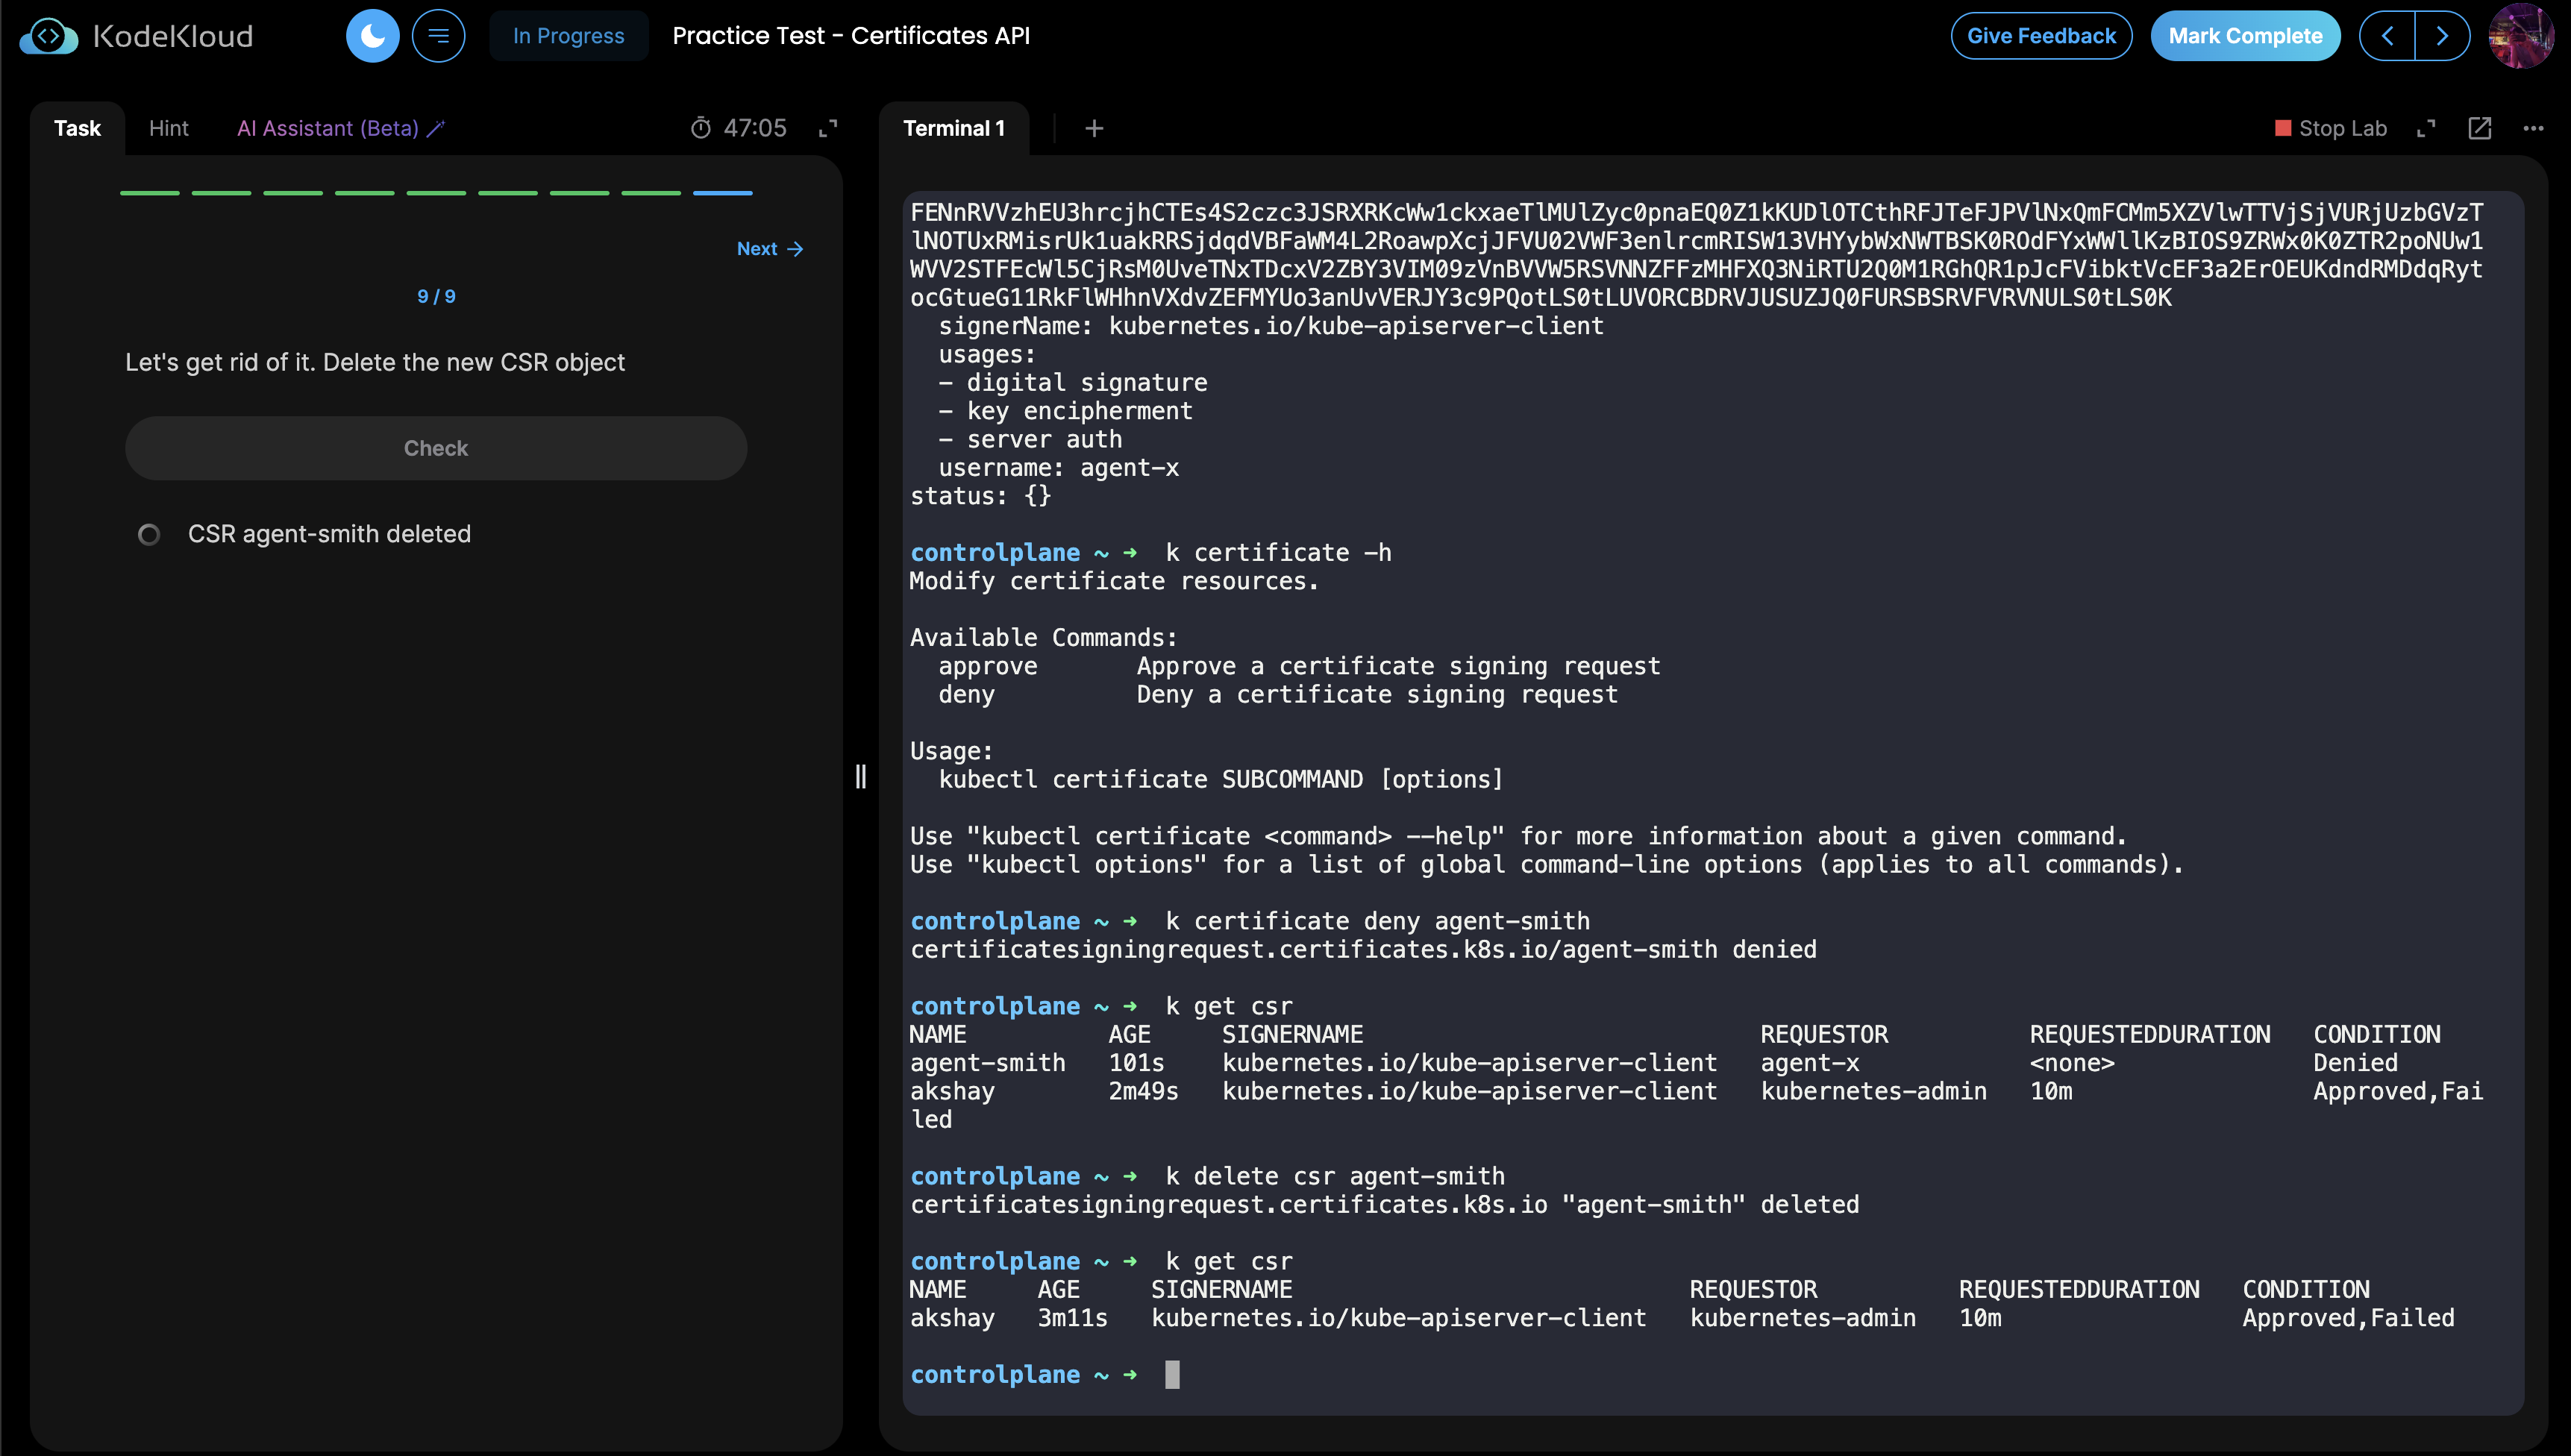 KodeKloud
In Progress
Practice Test - Certificates API
Give Feedback
Mark Complete
Task
Hint
AI Assistant (Beta)
47:05
Next →
9 / 9
Let's get rid of it. Delete the new CSR object
Check
CSR agent-smith deleted
Terminal 1
+
Stop Lab
signerName: kubernetes.io/kube-apiserver-client
usages:
- digital signature
- key encipherment
- server auth
username: agent-x
status: {}
controlplane ~ ➜  k certificate -h
Modify certificate resources.
Available Commands:
approve       Approve a certificate signing request
deny          Deny a certificate signing request
Usage:
kubectl certificate SUBCOMMAND [options]
Use "kubectl certificate <command> --help" for more information about a given command.
Use "kubectl options" for a list of global command-line options (applies to all commands).
controlplane ~ ➜  k certificate deny agent-smith
certificatesigningrequest.certificates.k8s.io/agent-smith denied
controlplane ~ ➜  k get csr
NAME          AGE     SIGNERNAME                            REQUESTOR          REQUESTEDDURATION   CONDITION
agent-smith   101s    kubernetes.io/kube-apiserver-client   agent-x            <none>              Denied
akshay        2m49s   kubernetes.io/kube-apiserver-client   kubernetes-admin   10m                 Approved,Fai
led
controlplane ~ ➜  k delete csr agent-smith
certificatesigningrequest.certificates.k8s.io "agent-smith" deleted
controlplane ~ ➜  k get csr
NAME     AGE     SIGNERNAME                            REQUESTOR          REQUESTEDDURATION   CONDITION
akshay   3m11s   kubernetes.io/kube-apiserver-client   kubernetes-admin   10m                 Approved,Failed
controlplane ~ ➜